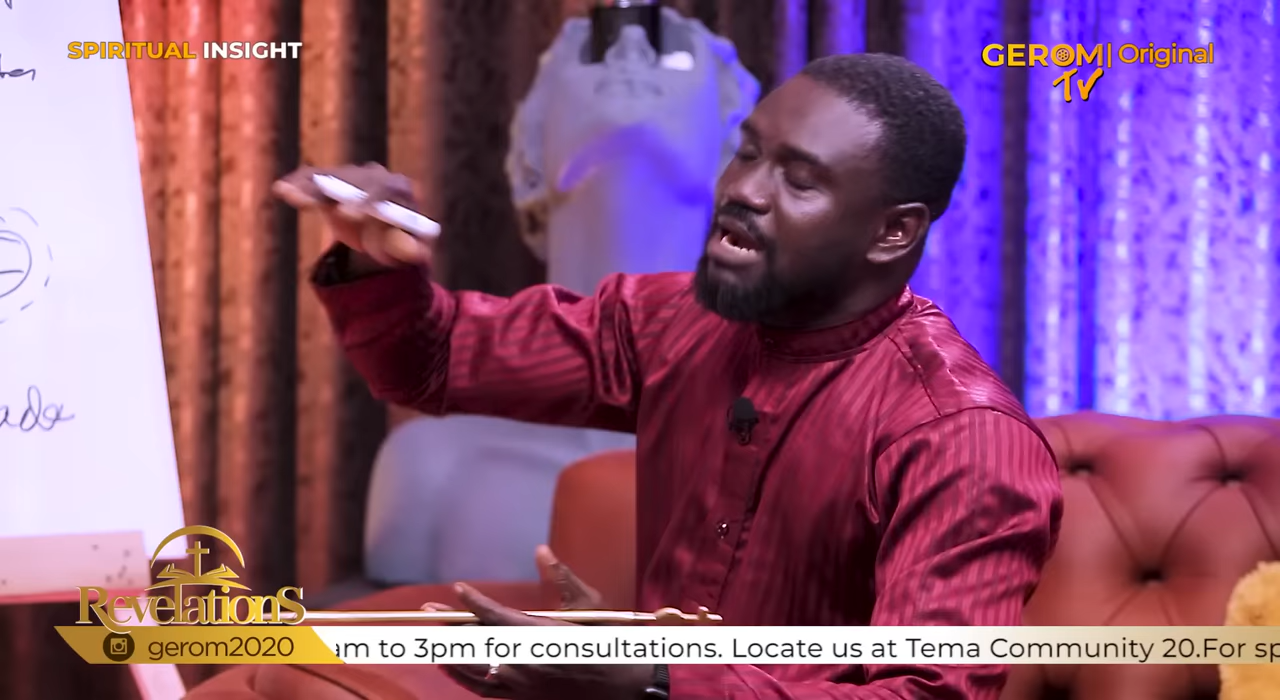 SPIRITUAL INSIGHT
GEROM | Original
TV
RevelationS
gerom2020
am to 3pm for consultations. Locate us at Tema Community 20.For sp